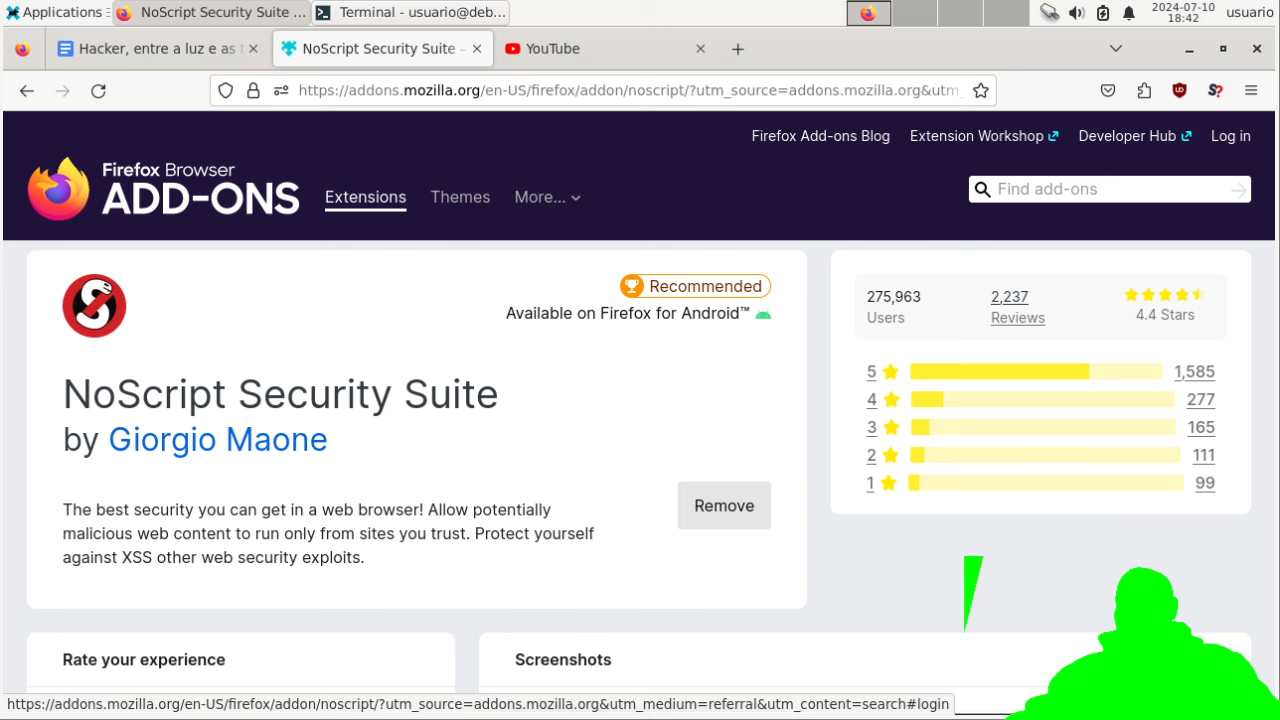 Applications
NoScript Security Suite ...
Terminal - usuario@deb...
2024-07-10
18:42
usuario
Hacker, entre a luz e as t
NoScript Security Suite –
YouTube
https://addons.mozilla.org/en-US/firefox/addon/noscript/?utm_source=addons.mozilla.org&utm_
Firefox Add-ons Blog
Extension Workshop
Developer Hub
Log in
Firefox Browser
ADD-ONS
Extensions
Themes
More...
Find add-ons
Recommended
Available on Firefox for Android™
NoScript Security Suite
by Giorgio Maone
The best security you can get in a web browser! Allow potentially
malicious web content to run only from sites you trust. Protect yourself
against XSS other web security exploits.
Remove
275,963
Users
2,237
Reviews
4.4 Stars
5 1,585
4 277
3 165
2 111
1 99
Rate your experience
Screenshots
https://addons.mozilla.org/en-US/firefox/addon/noscript/?utm_source=addons.mozilla.org&utm_medium=referral&utm_content=search#login